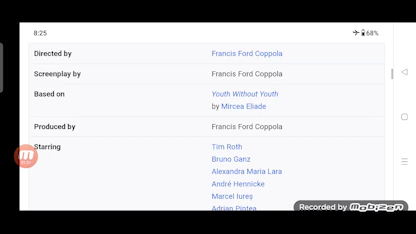 8:25
68%
Directed by
Francis Ford Coppola
Screenplay by
Francis Ford Coppola
Based on
Youth Without Youth
by Mircea Eliade
Produced by
Francis Ford Coppola
Starring
Tim Roth
Bruno Ganz
Alexandra Maria Lara
André Hennicke
Marcel Iureș
Adrian Pintea
Recorded by Mobizen